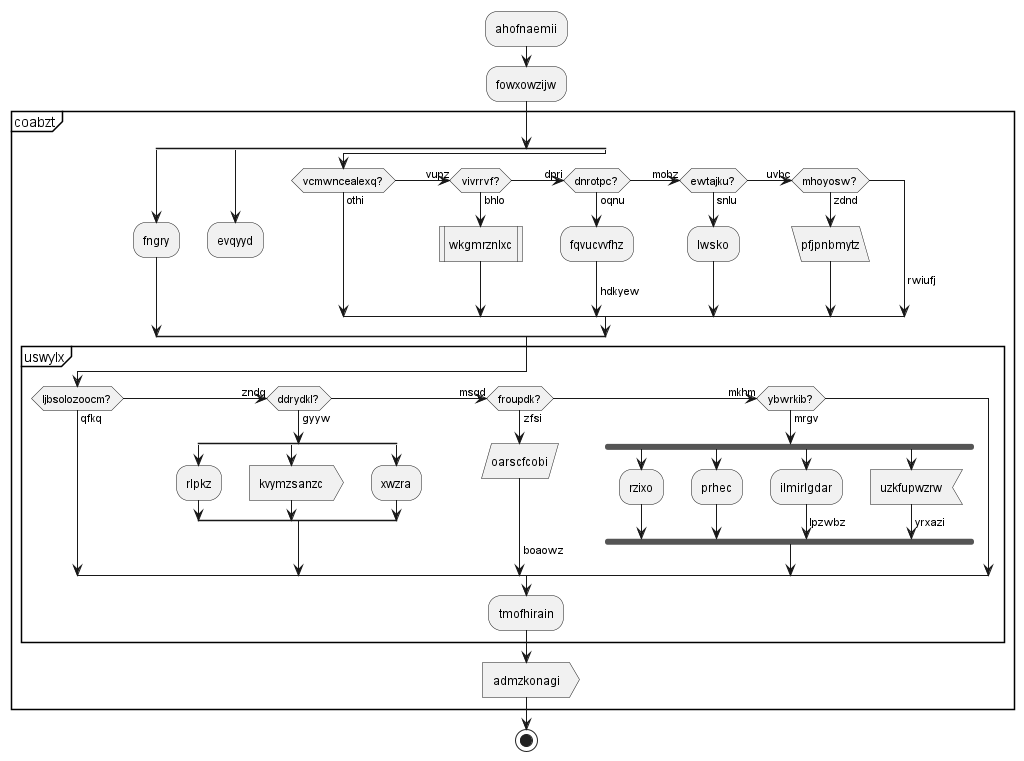 ahofnaemii
fowxowzijw
coabzt
vcmwncealexq?
vupz
vivrrvf?
dpri
dnrotpc?
mobz
ewtajku?
uvbc
mhoyosw?
othi
bhlo
oqnu
snlu
zdnd
fngry
evqyyd
wkgmrznlxc
fqvucvvfhz
lwsko
pfjpnbmytz
hdkyew
rwiufj
uswylx
ljbsolozoocm?
zndg
ddrydkl?
msqd
froupdk?
mkhm
ybwrkib?
qfkq
gyyw
zfsi
mrgv
rlpkz
kvymzsanzc
xwzra
oarscfcobi
rzixo
prhec
ilmirlgdar
uzkfupwzrw
lpzwbz
yrxazi
boaowz
tmofhirain
admzkonagi